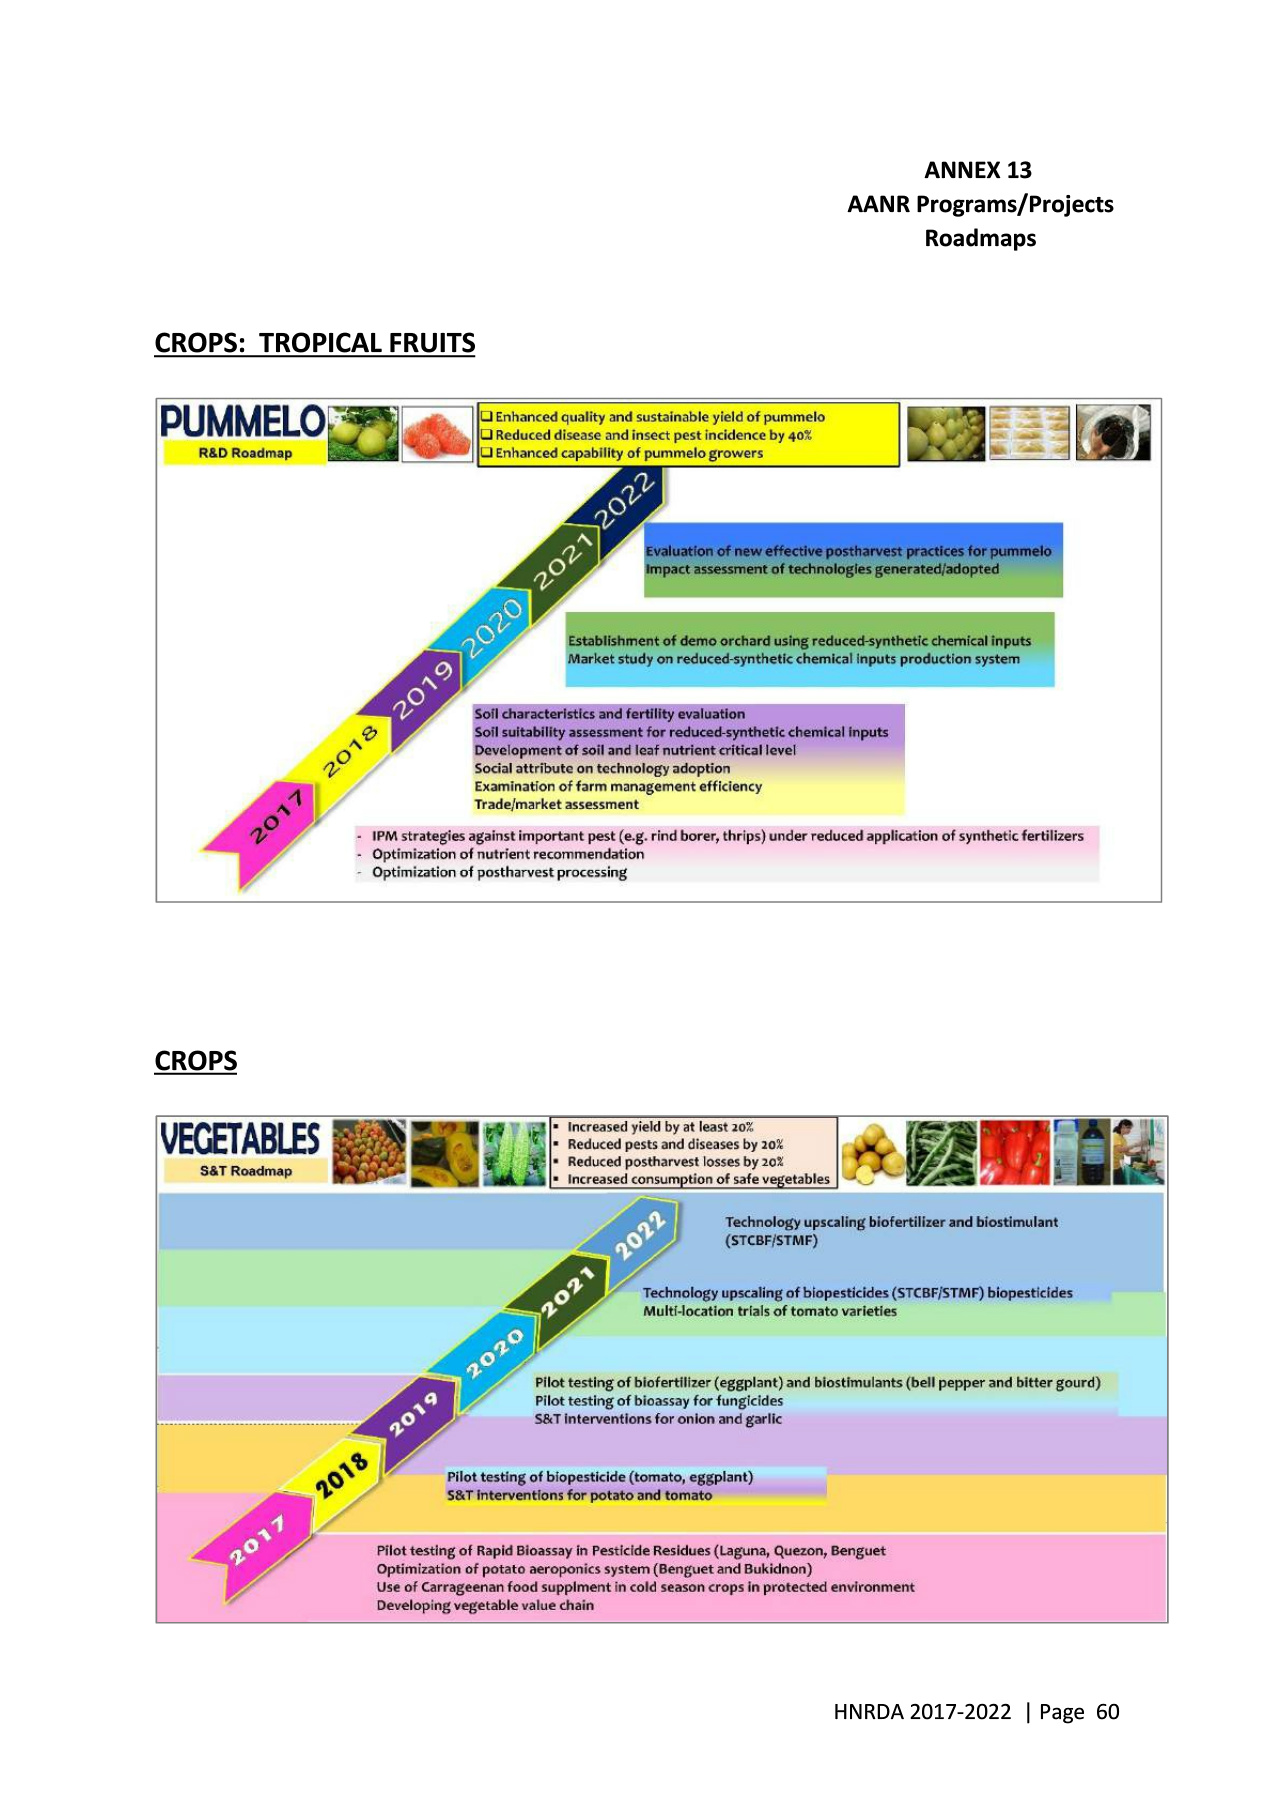 ANNEX 13
AANR Programs/Projects
Roadmaps
CROPS: TROPICAL FRUITS
PUMMELO
R&D Roadmap
❑ Enhanced quality and sustainable yield of pummelo
❑ Reduced disease and insect pest incidence by 40%
❑ Enhanced capability of pummelo growers
2022
2021
2020
2019
2018
2017
Evaluation of new effective postharvest practices for pummelo
Impact assessment of technologies generated/adopted
Establishment of demo orchard using reduced-synthetic chemical inputs
Market study on reduced-synthetic chemical inputs production system
Soil characteristics and fertility evaluation
Soil suitability assessment for reduced-synthetic chemical inputs
Development of soil and leaf nutrient critical level
Social attribute on technology adoption
Examination of farm management efficiency
Trade/market assessment
- IPM strategies against important pest (e.g. rind borer, thrips) under reduced application of synthetic fertilizers
- Optimization of nutrient recommendation
- Optimization of postharvest processing
CROPS
VEGETABLES
S&T Roadmap
▪ Increased yield by at least 20%
▪ Reduced pests and diseases by 20%
▪ Reduced postharvest losses by 20%
▪ Increased consumption of safe vegetables
2022
2021
2020
2019
2018
2017
Technology upscaling biofertilizer and biostimulant
(STCBF/STMF)
Technology upscaling of biopesticides (STCBF/STMF) biopesticides
Multi-location trials of tomato varieties
Pilot testing of biofertilizer (eggplant) and biostimulants (bell pepper and bitter gourd)
Pilot testing of bioassay for fungicides
S&T interventions for onion and garlic
Pilot testing of biopesticide (tomato, eggplant)
S&T interventions for potato and tomato
Pilot testing of Rapid Bioassay in Pesticide Residues (Laguna, Quezon, Benguet
Optimization of potato aeroponics system (Benguet and Bukidnon)
Use of Carrageenan food supplment in cold season crops in protected environment
Developing vegetable value chain
HNRDA 2017-2022 | Page 60